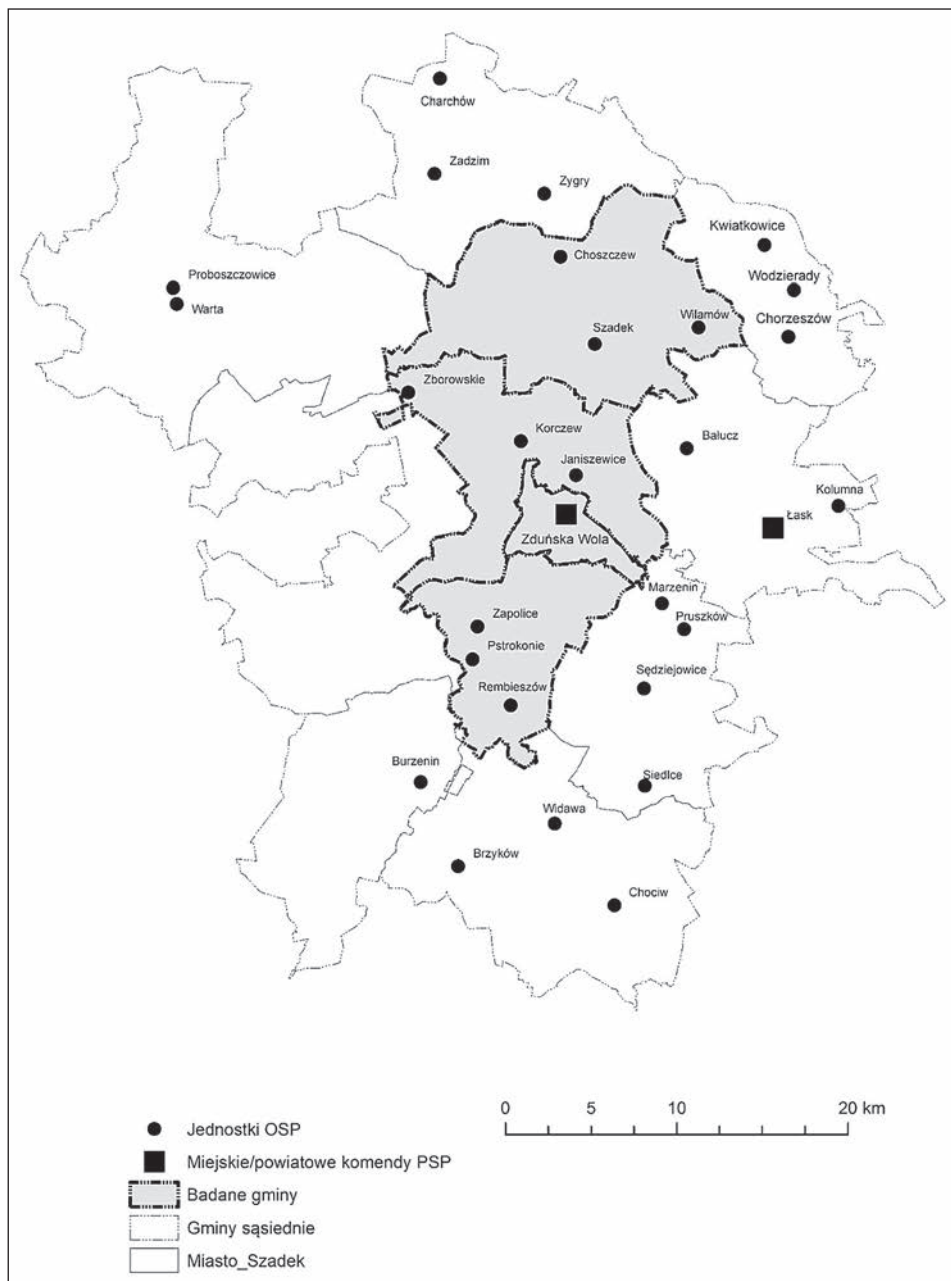 Charchów
Zadzim
Zygry
Kwiatkowice
Choszczew
Wodzierady
Proboszczowice
Warta
Wilamów
Chorzeszów
Szadek
Zborowskie
Korczew
Bałucz
Janiszewice
Kolumna
Łask
Zduńska Wola
Marzenin
Pruszków
Zapolice
Pstrokonie
Sędziejowice
Rembieszów
Burzenin
Siedlce
Widawa
Brzyków
Chociw
0 5 10 20 km
Jednostki OSP
Miejskie/powiatowe komendy PSP
Badane gminy
Gminy sąsiednie
Miasto_Szadek